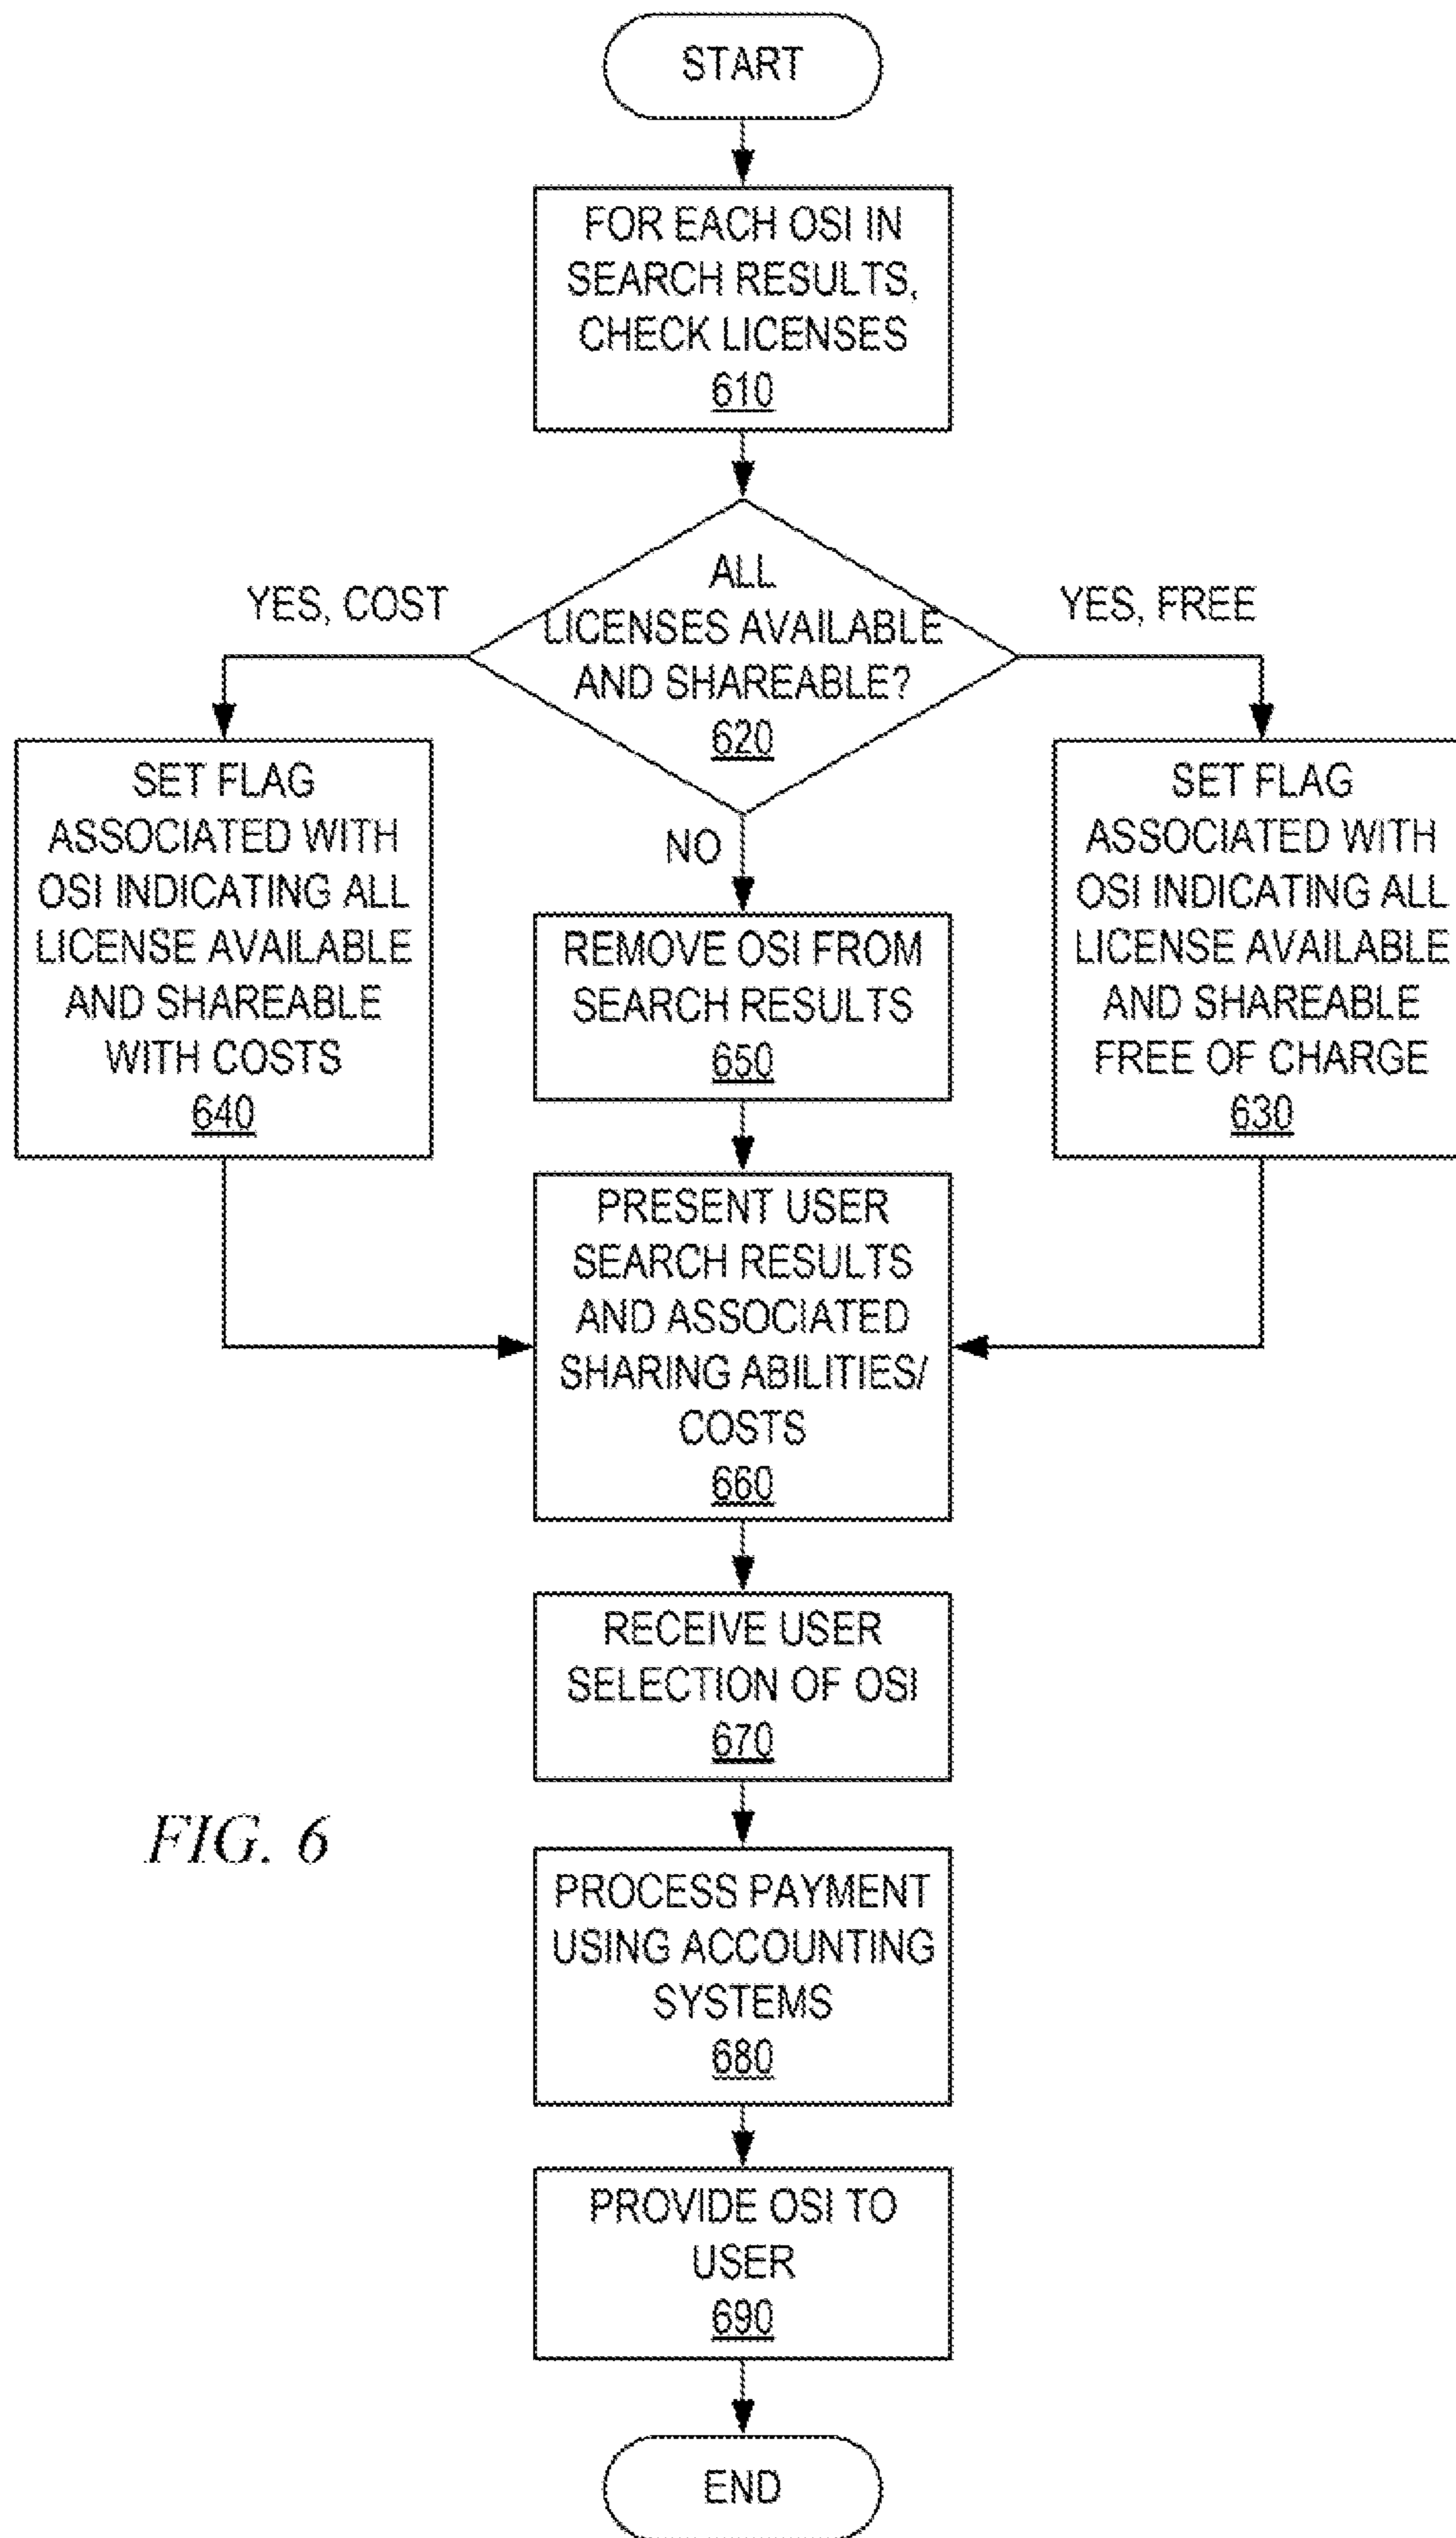 START
FOR EACH OSI IN
SEARCH RESULTS,
CHECK LICENSES
610
ALL
LICENSES AVAILABLE
AND SHAREABLE?
620
YES, COST
YES, FREE
NO
SET FLAG
ASSOCIATED WITH
OSI INDICATING ALL
LICENSE AVAILABLE
AND SHAREABLE
WITH COSTS
640
REMOVE OSI FROM
SEARCH RESULTS
650
SET FLAG
ASSOCIATED WITH
OSI INDICATING ALL
LICENSE AVAILABLE
AND SHAREABLE
FREE OF CHARGE
630
PRESENT USER
SEARCH RESULTS
AND ASSOCIATED
SHARING ABILITIES/
COSTS
660
RECEIVE USER
SELECTION OF OSI
670
PROCESS PAYMENT
USING ACCOUNTING
SYSTEMS
680
PROVIDE OSI TO
USER
690
END
FIG. 6